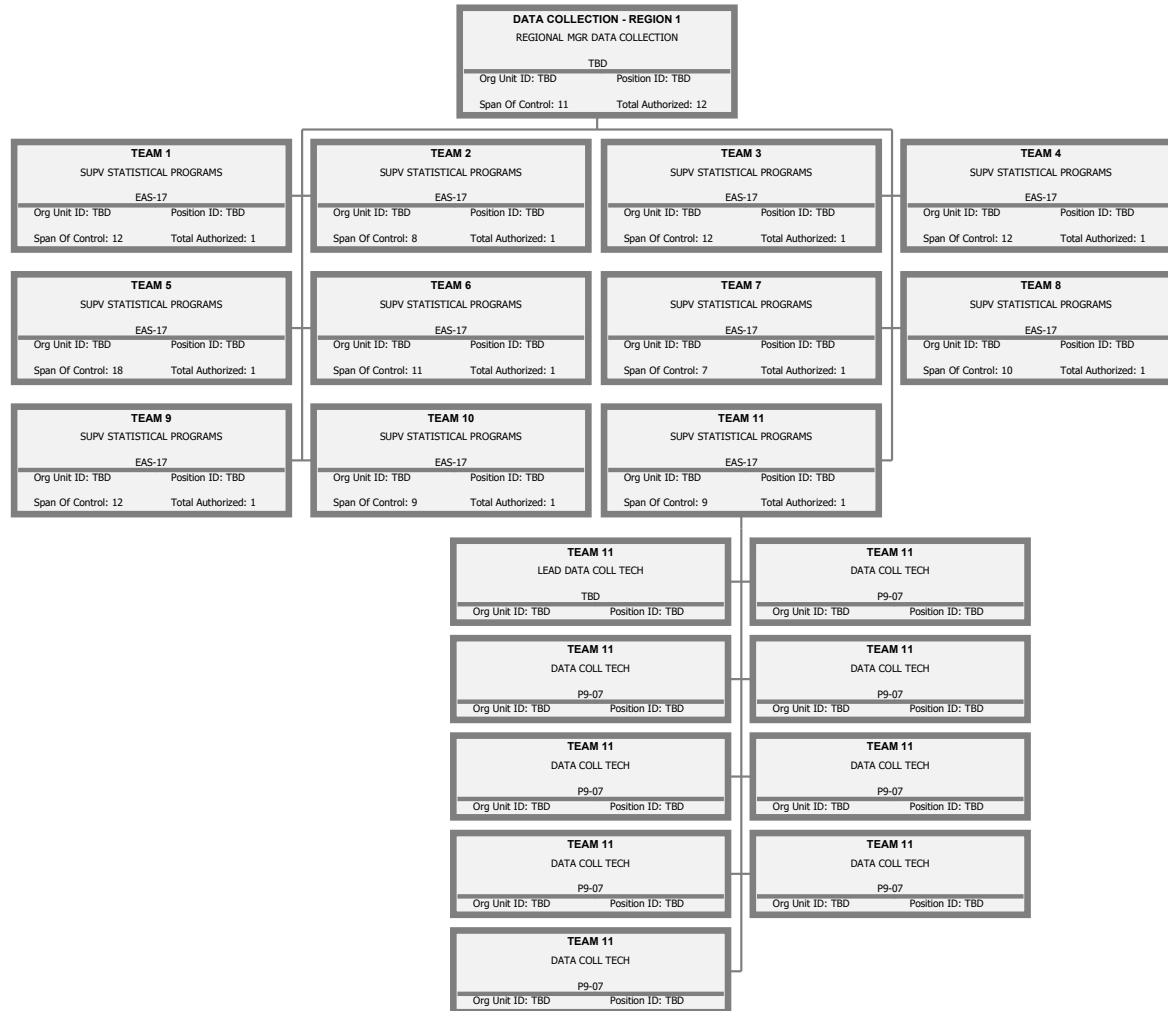 DATA COLLECTION - REGION 1
REGIONAL MGR DATA COLLECTION
TBD
Org Unit ID: TBD Position ID: TBD
Span Of Control: 11 Total Authorized: 12
TEAM 1
SUPV STATISTICAL PROGRAMS
EAS-17
Org Unit ID: TBD Position ID: TBD
Span Of Control: 12 Total Authorized: 1
TEAM 2
SUPV STATISTICAL PROGRAMS
EAS-17
Org Unit ID: TBD Position ID: TBD
Span Of Control: 8 Total Authorized: 1
TEAM 3
SUPV STATISTICAL PROGRAMS
EAS-17
Org Unit ID: TBD Position ID: TBD
Span Of Control: 12 Total Authorized: 1
TEAM 4
SUPV STATISTICAL PROGRAMS
EAS-17
Org Unit ID: TBD Position ID: TBD
Span Of Control: 12 Total Authorized: 1
TEAM 5
SUPV STATISTICAL PROGRAMS
EAS-17
Org Unit ID: TBD Position ID: TBD
Span Of Control: 18 Total Authorized: 1
TEAM 6
SUPV STATISTICAL PROGRAMS
EAS-17
Org Unit ID: TBD Position ID: TBD
Span Of Control: 11 Total Authorized: 1
TEAM 7
SUPV STATISTICAL PROGRAMS
EAS-17
Org Unit ID: TBD Position ID: TBD
Span Of Control: 7 Total Authorized: 1
TEAM 8
SUPV STATISTICAL PROGRAMS
EAS-17
Org Unit ID: TBD Position ID: TBD
Span Of Control: 10 Total Authorized: 1
TEAM 9
SUPV STATISTICAL PROGRAMS
EAS-17
Org Unit ID: TBD Position ID: TBD
Span Of Control: 12 Total Authorized: 1
TEAM 10
SUPV STATISTICAL PROGRAMS
EAS-17
Org Unit ID: TBD Position ID: TBD
Span Of Control: 9 Total Authorized: 1
TEAM 11
SUPV STATISTICAL PROGRAMS
EAS-17
Org Unit ID: TBD Position ID: TBD
Span Of Control: 9 Total Authorized: 1
TEAM 11
LEAD DATA COLL TECH
TBD
Org Unit ID: TBD Position ID: TBD
TEAM 11
DATA COLL TECH
P9-07
Org Unit ID: TBD Position ID: TBD
TEAM 11
DATA COLL TECH
P9-07
Org Unit ID: TBD Position ID: TBD
TEAM 11
DATA COLL TECH
P9-07
Org Unit ID: TBD Position ID: TBD
TEAM 11
DATA COLL TECH
P9-07
Org Unit ID: TBD Position ID: TBD
TEAM 11
DATA COLL TECH
P9-07
Org Unit ID: TBD Position ID: TBD
TEAM 11
DATA COLL TECH
P9-07
Org Unit ID: TBD Position ID: TBD
TEAM 11
DATA COLL TECH
P9-07
Org Unit ID: TBD Position ID: TBD
TEAM 11
DATA COLL TECH
P9-07
Org Unit ID: TBD Position ID: TBD